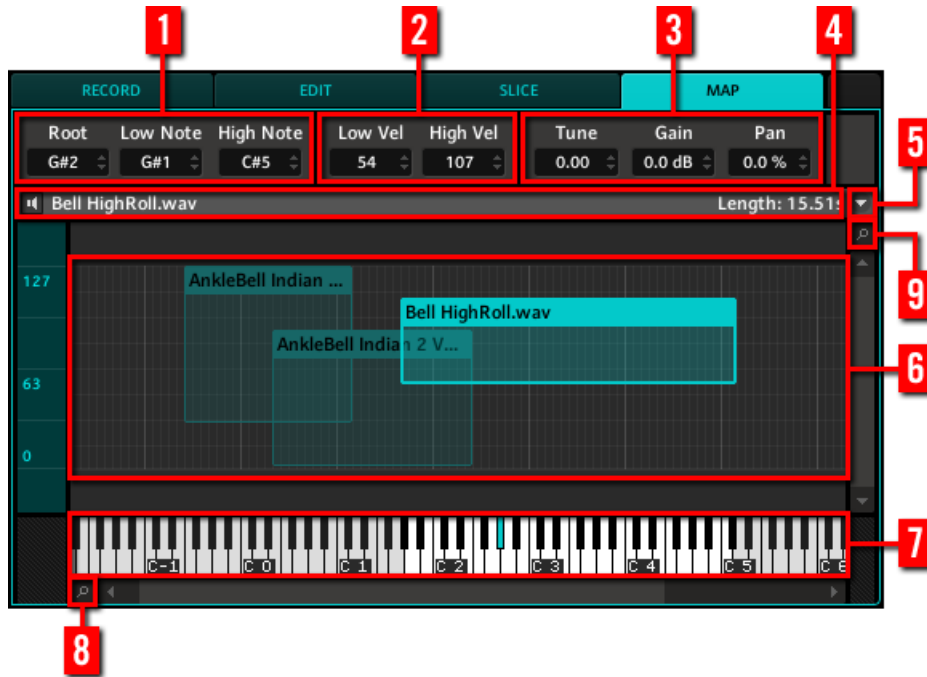 1 2 3 4
RECORD EDIT SLICE MAP
Root Low Note High Note Low Vel High Vel Tune Gain Pan
G#2 G#1 C#5 54 107 0.00 0.0 dB 0.0 %
5
Bell HighRoll.wav Length: 15.51s
9
127
AnkleBell Indian ...
Bell HighRoll.wav
AnkleBell Indian 2 V...
6
63
0
7
C-1 C 0 C 1 C 2 C 3 C 4 C 5 C 6
8